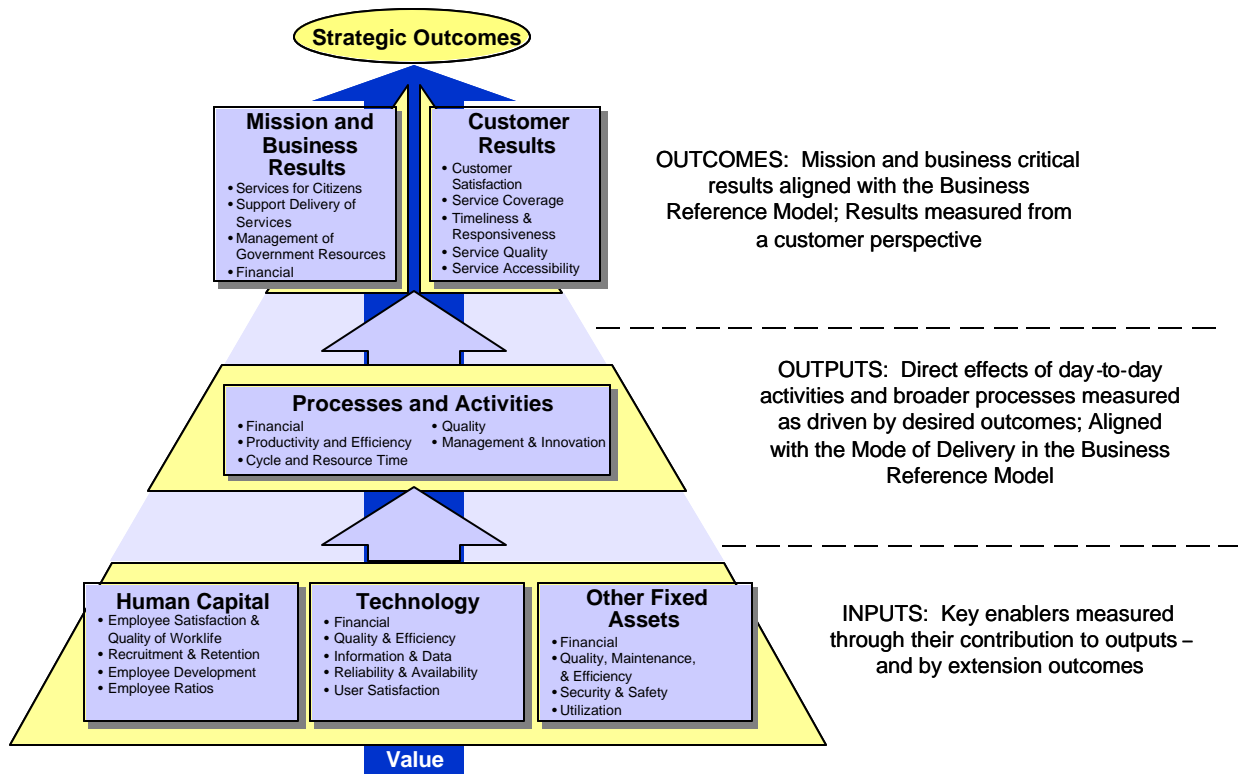 Strategic Outcomes
Mission and
Business
Results
• Services for Citizens
• Support Delivery of
Services
• Management of
Government Resources
• Financial
Customer
Results
• Customer
Satisfaction
• Service Coverage
• Timeliness &
Responsiveness
• Service Quality
• Service Accessibility
OUTCOMES: Mission and business critical
results aligned with the Business
Reference Model; Results measured from
a customer perspective
Processes and Activities
• Financial
• Productivity and Efficiency
• Cycle and Resource Time
• Quality
• Management & Innovation
OUTPUTS: Direct effects of day-to-day
activities and broader processes measured
as driven by desired outcomes; Aligned
with the Mode of Delivery in the Business
Reference Model
Human Capital
• Employee Satisfaction &
Quality of Worklife
• Recruitment & Retention
• Employee Development
• Employee Ratios
Technology
• Financial
• Quality & Efficiency
• Information & Data
• Reliability & Availability
• User Satisfaction
Other Fixed
Assets
• Financial
• Quality, Maintenance,
& Efficiency
• Security & Safety
• Utilization
INPUTS: Key enablers measured
through their contribution to outputs –
and by extension outcomes
Value